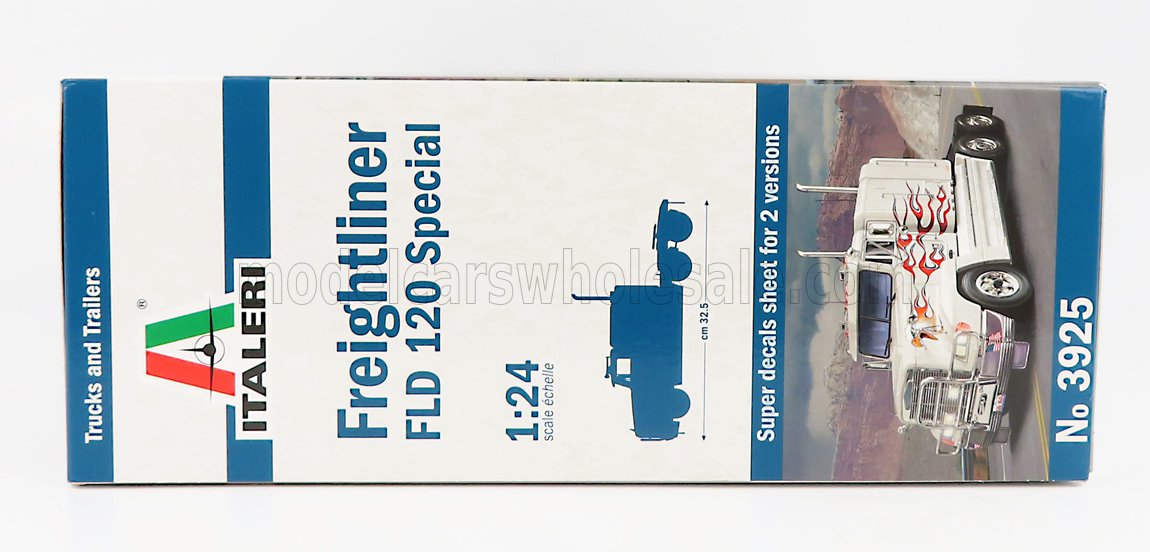 Trucks and Trailers
®
ITALERI
Freightliner
FLD 120 Special
1:24
scale échelle
cm 32.5
Super decals sheet for 2 versions
No 3925
modelcarswholesale.com